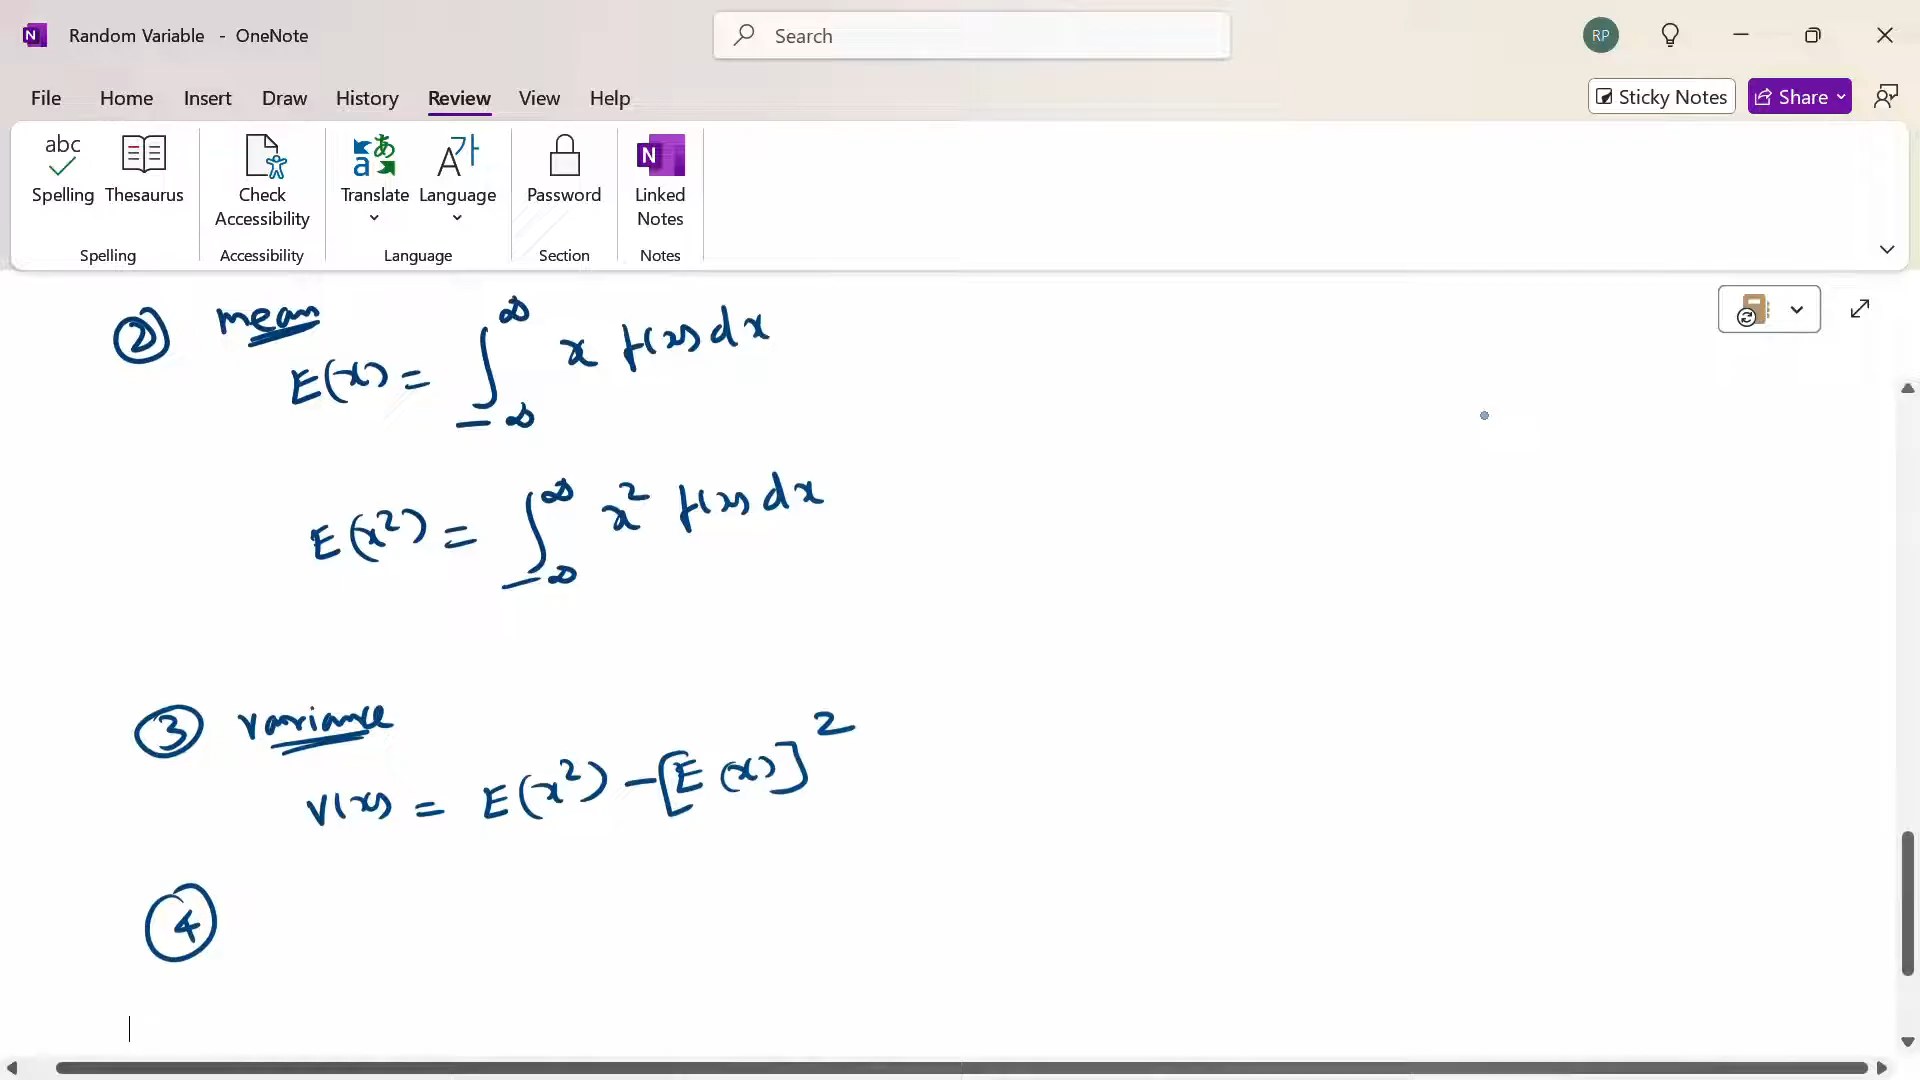 Random Variable - OneNote
Search
RP
File Home Insert Draw History Review View Help
Sticky Notes Share
abc
Spelling Thesaurus Check Accessibility Translate Language Password Linked Notes
Spelling Accessibility Language Section Notes
② mean
E(x) = ∫_{-∞}^{∞} x f(x) dx
E(x²) = ∫_{-∞}^{∞} x² f(x) dx
③ variance
V(x) = E(x²) - [E(x)]²
④